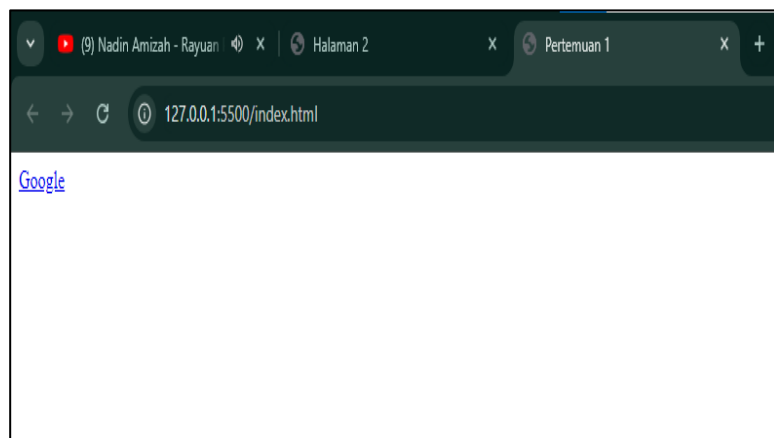 (9) Nadin Amizah - Rayuan
Halaman 2
Pertemuan 1
127.0.0.1:5500/index.html
Google